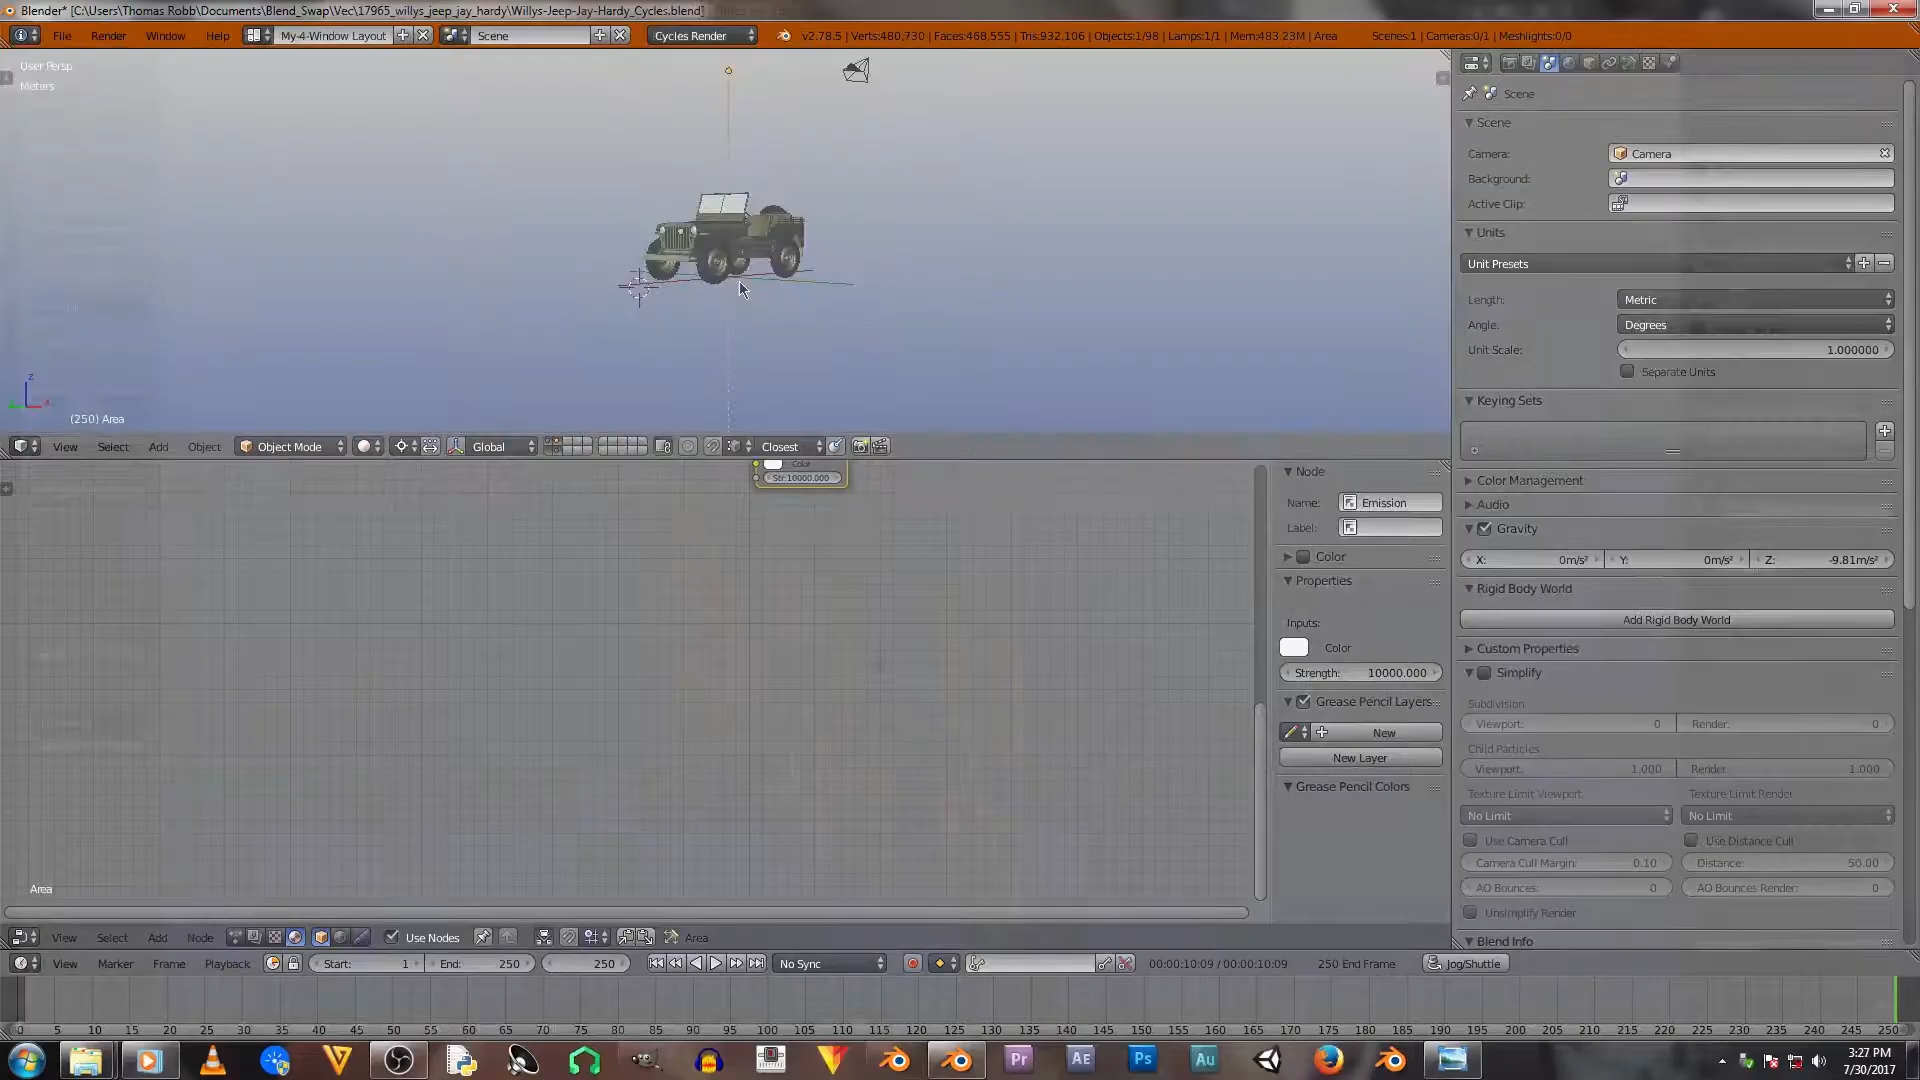 Blender* [C:\Users\Thomas Robb\Documents\Blend_Swap\Vec\17965_willys_jeep_jay_hardy\Willys-Jeep-Jay-Hardy_Cycles.blend]
File Render Window Help My-4-Window Layout Scene Cycles Render v2.78.5 | Verts:480,730 | Faces:468,555 | Tris:932,106 | Objects:1/98 | Lamps:1/1 | Mem:483.23M | Area Scenes:1 | Cameras:0/1 | Meshlights:0/0
User Persp
Meters
Scene
Scene
Camera: Camera
Background:
Active Clip:
Units
Unit Presets
Length: Metric
Angle: Degrees
Unit Scale: 1.000000
Separate Units
Keying Sets
Color Management
Audio
Gravity
X: 0m/s² Y: 0m/s² Z: -9.81m/s²
Rigid Body World
Add Rigid Body World
Custom Properties
Simplify
Subdivision
Viewport: 0 Render: 0
Child Particles
Viewport: 1.000 Render: 1.000
Texture Limit Viewport Texture Limit Render
No Limit No Limit
Use Camera Cull Use Distance Cull
Camera Cull Margin: 0.10 Distance: 50.00
AO Bounces: 0 AO Bounces Render: 0
Unsimplify Render
Blend Info
z
(250) Area
View Select Add Object Object Mode Global Closest
Color
Str:10000.000
Node
Name: Emission
Label:
Color
Properties
Inputs:
Color
Strength: 10000.000
Grease Pencil Layers
New
New Layer
Grease Pencil Colors
Area
View Select Add Node Use Nodes Area
View Marker Frame Playback Start: 1 End: 250 250 No Sync 00:00:10:09 / 00:00:10:09 250 End Frame Jog/Shuttle
0 5 10 15 20 25 30 35 40 45 50 55 60 65 70 75 80 85 90 95 100 105 110 115 120 125 130 135 140 145 150 155 160 165 170 175 180 185 190 195 200 205 210 215 220 225 230 235 240 245 250
Pr AE Ps Au
3:27 PM
7/30/2017